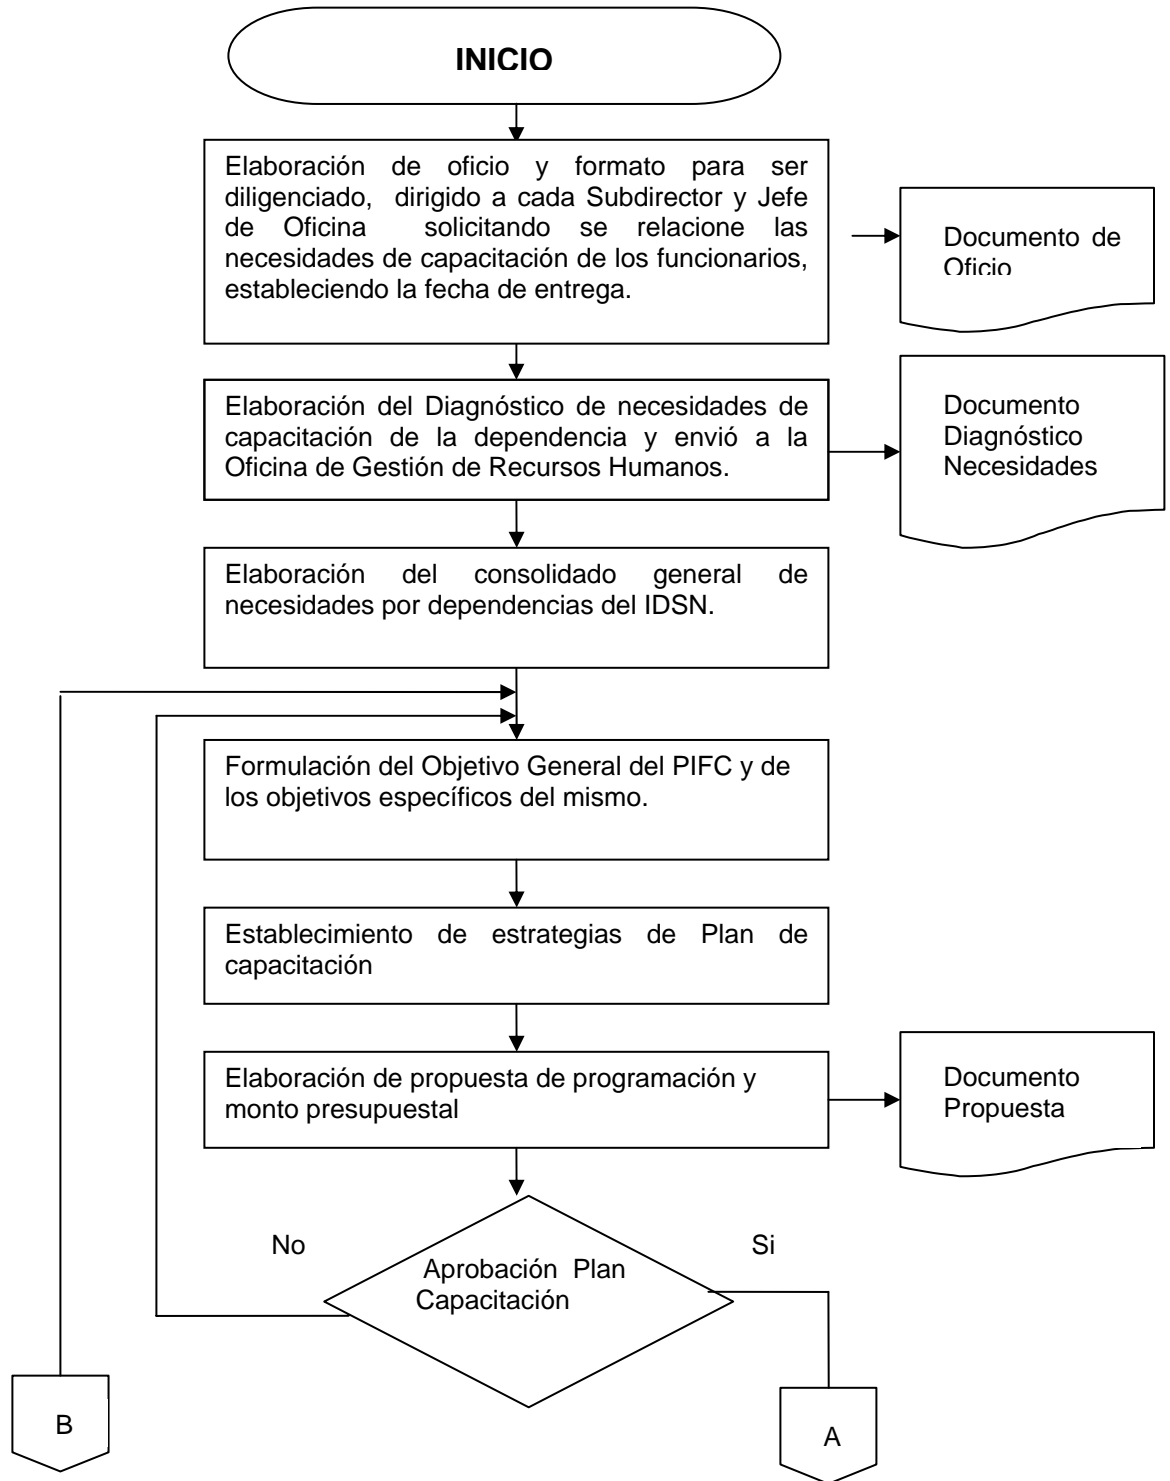 INICIO
Elaboración de oficio y formato para ser
diligenciado, dirigido a cada Subdirector y Jefe
de Oficina solicitando se relacione las
necesidades de capacitación de los funcionarios,
estableciendo la fecha de entrega.
Documento de
Oficio
Elaboración del Diagnóstico de necesidades de
capacitación de la dependencia y envió a la
Oficina de Gestión de Recursos Humanos.
Documento
Diagnóstico
Necesidades
Elaboración del consolidado general de
necesidades por dependencias del IDSN.
Formulación del Objetivo General del PIFC y de
los objetivos específicos del mismo.
Establecimiento de estrategias de Plan de
capacitación
Elaboración de propuesta de programación y
monto presupuestal
Documento
Propuesta
No
Si
Aprobación Plan
Capacitación
B
A